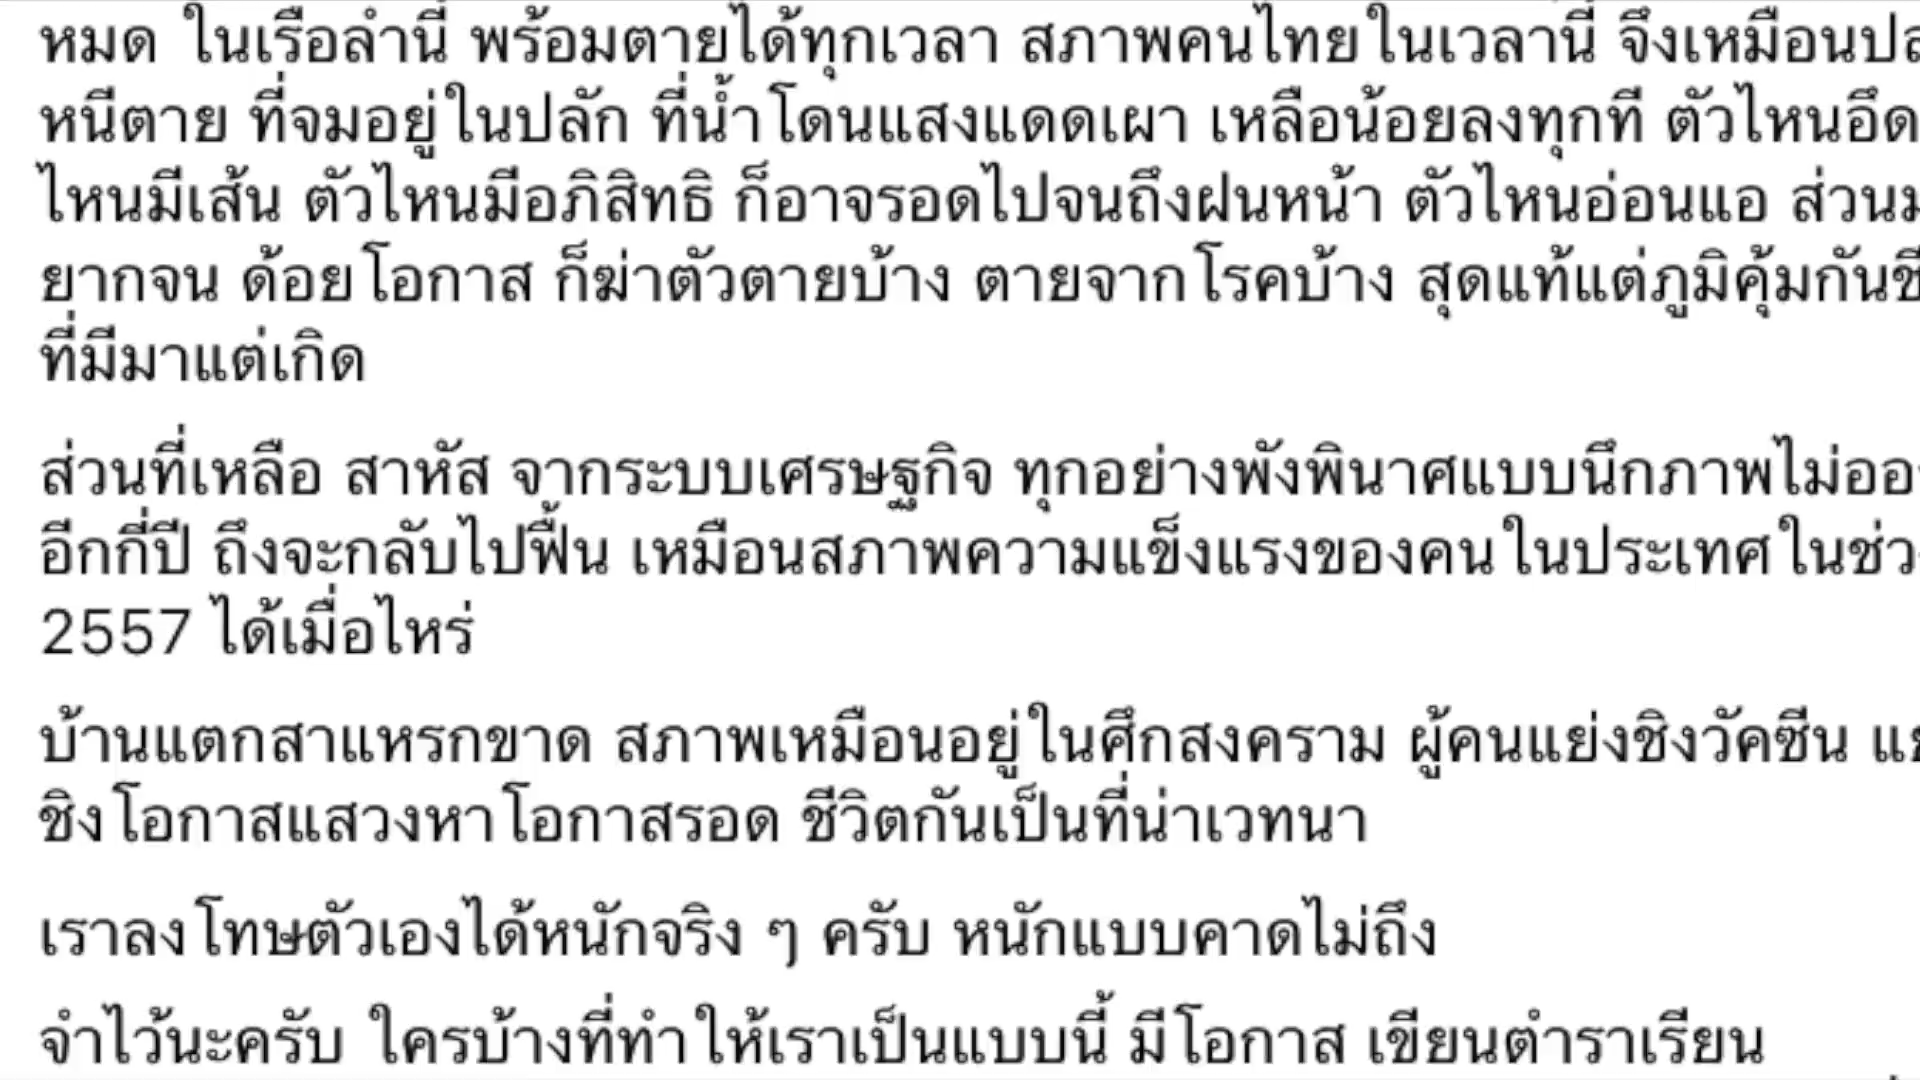 หมด ในเรือลำนี้ พร้อมตายได้ทุกเวลา สภาพคนไทยในเวลานี้ จึงเหมือน
หนีตาย ที่จมอยู่ในปลัก ที่น้ำโดนแสงแดดเผา เหลือน้อยลงทุกที ตัวไหนอึด
ไหนมีเส้น ตัวไหนมีอภิสิทธิ ก็อาจรอดไปจนถึงฝนหน้า ตัวไหนอ่อนแอ ส่วน
ยากจน ด้อยโอกาส ก็ฆ่าตัวตายบ้าง ตายจากโรคบ้าง สุดแท้แต่ภูมิคุ้มกัน
ที่มีมาแต่เกิด
ส่วนที่เหลือ สาหัส จากระบบเศรษฐกิจ ทุกอย่างพังพินาศแบบนึกภาพไม่
อีกกี่ปี ถึงจะกลับไปฟื้น เหมือนสภาพความแข็งแรงของคนในประเทศใน
2557 ได้เมื่อไหร่
บ้านแตกสาแหรกขาด สภาพเหมือนอยู่ในศึกสงคราม ผู้คนแย่งชิงวัคซีน
ชิงโอกาสแสวงหาโอกาสรอด ชีวิตกันเป็นที่น่าเวทนา
เราลงโทษตัวเองได้หนักจริง ๆ ครับ หนักแบบคาดไม่ถึง
จำไว้นะครับ ใครบ้างที่ทำให้เราเป็นแบบนี้ มีโอกาส เขียนตำราเรียน